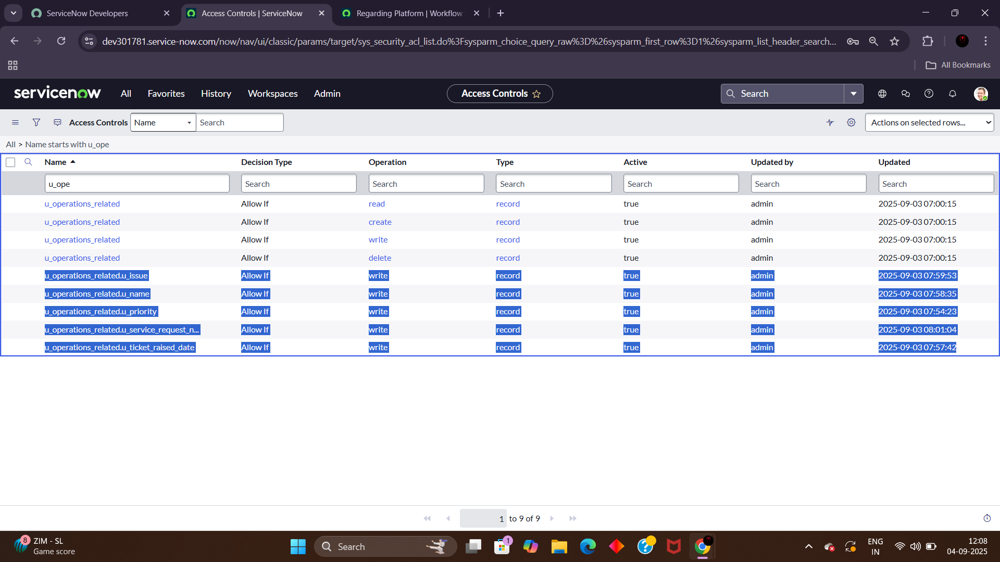 ServiceNow Developers
Access Controls | ServiceNow
Regarding Platform | Workflow
dev301781.service-now.com/now/nav/ui/classic/params/target/sys_security_acl_list.do%3Fsysparm_choice_query_raw%3D%26sysparm_first_row%3D1%26sysparm_list_header_search...
All Bookmarks
servicenow All Favorites History Workspaces Admin Access Controls Search
Access Controls Name Search Actions on selected rows...
All > Name starts with u_ope
Name Decision Type Operation Type Active Updated by Updated
u_ope Search Search Search Search Search Search
u_operations_related Allow If read record true admin 2025-09-03 07:00:15
u_operations_related Allow If create record true admin 2025-09-03 07:00:15
u_operations_related Allow If write record true admin 2025-09-03 07:00:15
u_operations_related Allow If delete record true admin 2025-09-03 07:00:15
u_operations_related.u_issue Allow If write record true admin 2025-09-03 07:59:53
u_operations_related.u_name Allow If write record true admin 2025-09-03 07:58:35
u_operations_related.u_priority Allow If write record true admin 2025-09-03 07:54:23
u_operations_related.u_service_request_n... Allow If write record true admin 2025-09-03 08:01:04
u_operations_related.u_ticket_raised_date Allow If write record true admin 2025-09-03 07:57:42
1 to 9 of 9
8 ZIM - SL
Game score
Search
1
ENG
IN
12:08
04-09-2025